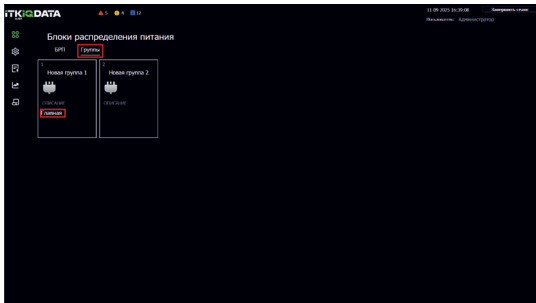 iTKiQDATA
5 4 12
11 09 2025 16:39:08 Завершить сеанс
Пользователь: Администратор
Блоки распределения питания
БРП Группы
1
Новая группа 1
ОПИСАНИЕ
Главная
2
Новая группа 2
ОПИСАНИЕ